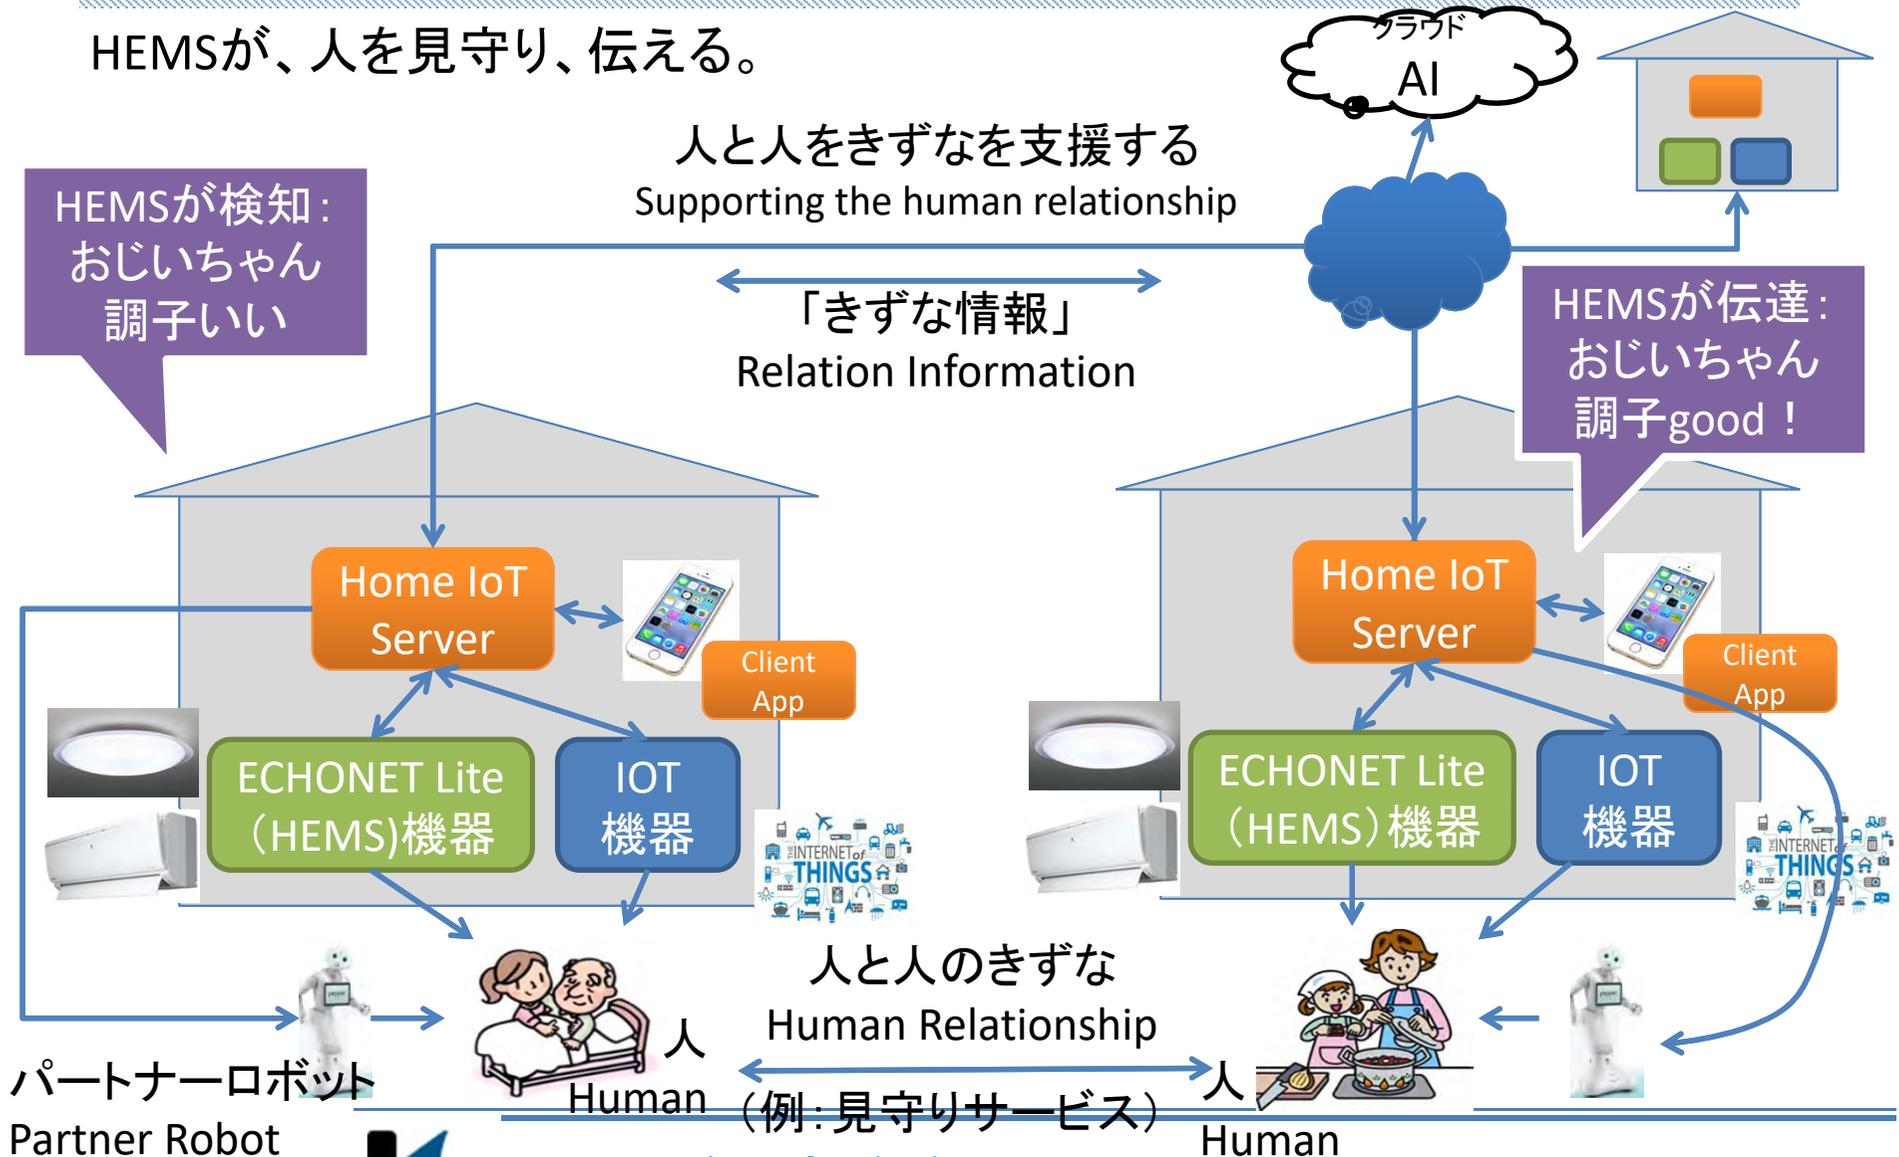 HEMSが、人を見守り、伝える。
クラウド
AI
人と人をきずなを支援する
Supporting the human relationship
HEMSが検知：
おじいちゃん
調子いい
「きずな情報」
Relation Information
HEMSが伝達：
おじいちゃん
調子good！
Home IoT
Server
Client
App
ECHONET Lite
（HEMS)機器
IOT
機器
THE INTERNET of
THINGS
Home IoT
Server
Client
App
ECHONET Lite
（HEMS）機器
IOT
機器
THE INTERNET of
THINGS
人と人のきずな
Human Relationship
（例：見守りサービス）
人
Human
人
Human
パートナーロボット
Partner Robot